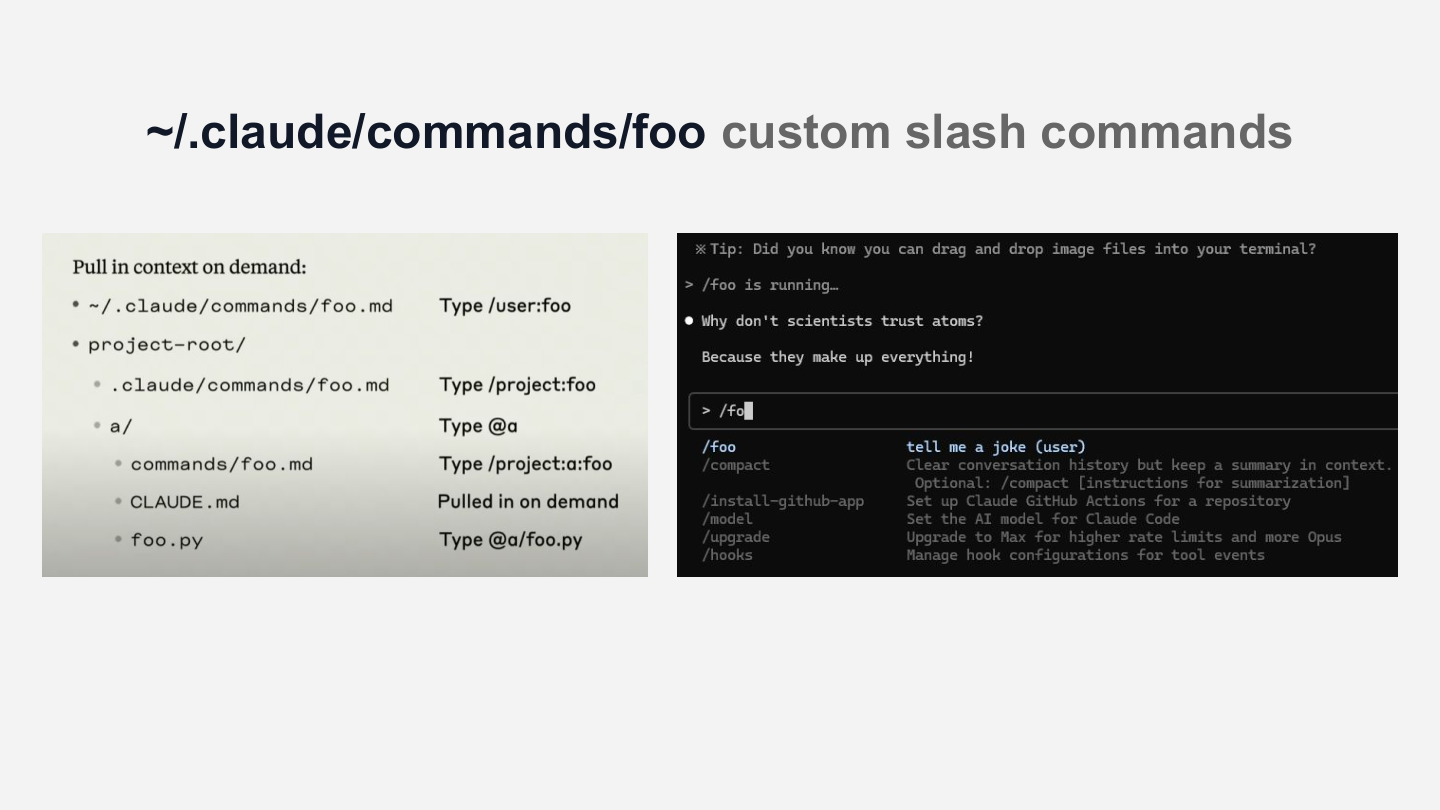 ~/.claude/commands/foo custom slash commands
Pull in context on demand:
• ~/.claude/commands/foo.md Type /user:foo
• project-root/
• .claude/commands/foo.md Type /project:foo
• a/ Type @a
• commands/foo.md Type /project:a:foo
• CLAUDE.md Pulled in on demand
• foo.py Type @a/foo.py
※ Tip: Did you know you can drag and drop image files into your terminal?
> /foo is running…
● Why don't scientists trust atoms?
Because they make up everything!
> /fo
/foo tell me a joke (user)
/compact Clear conversation history but keep a summary in context.
Optional: /compact [instructions for summarization]
/install-github-app Set up Claude GitHub Actions for a repository
/model Set the AI model for Claude Code
/upgrade Upgrade to Max for higher rate limits and more Opus
/hooks Manage hook configurations for tool events